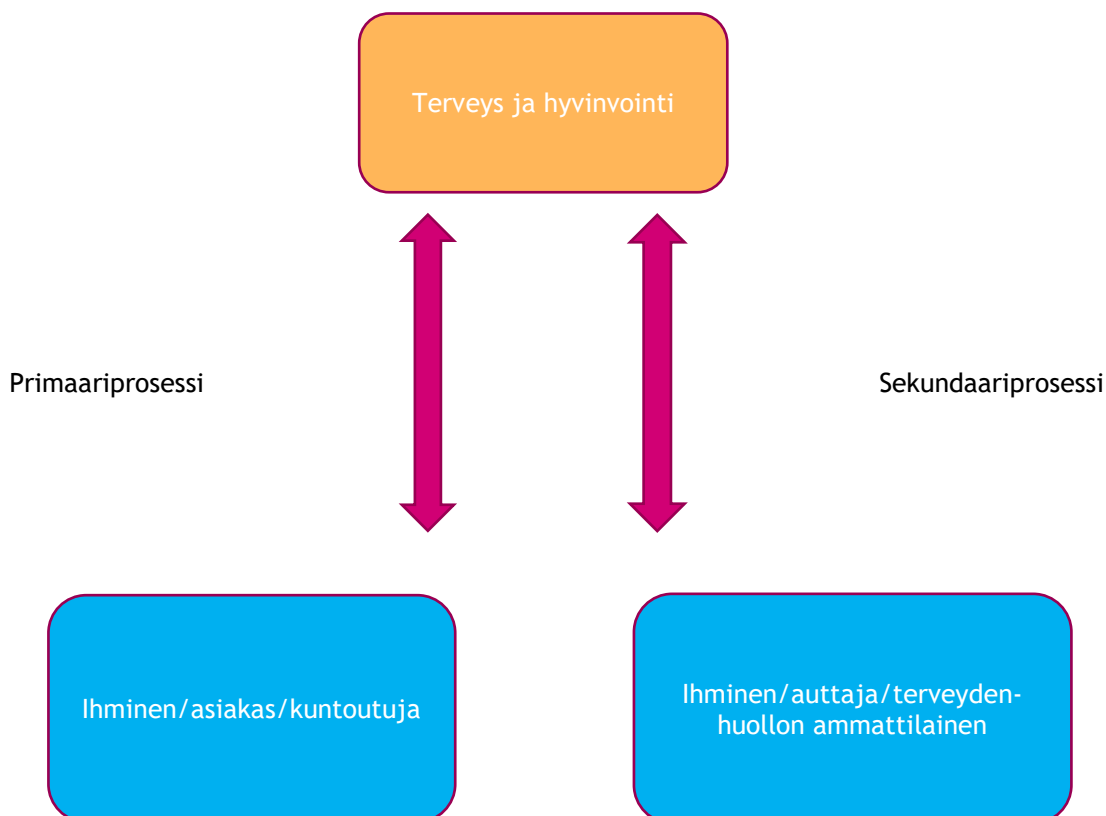 Terveys ja hyvinvointi
Primaariprosessi
Sekundaariprosessi
Ihminen/asiakas/kuntoutuja
Ihminen/auttaja/terveyden-
huollon ammattilainen